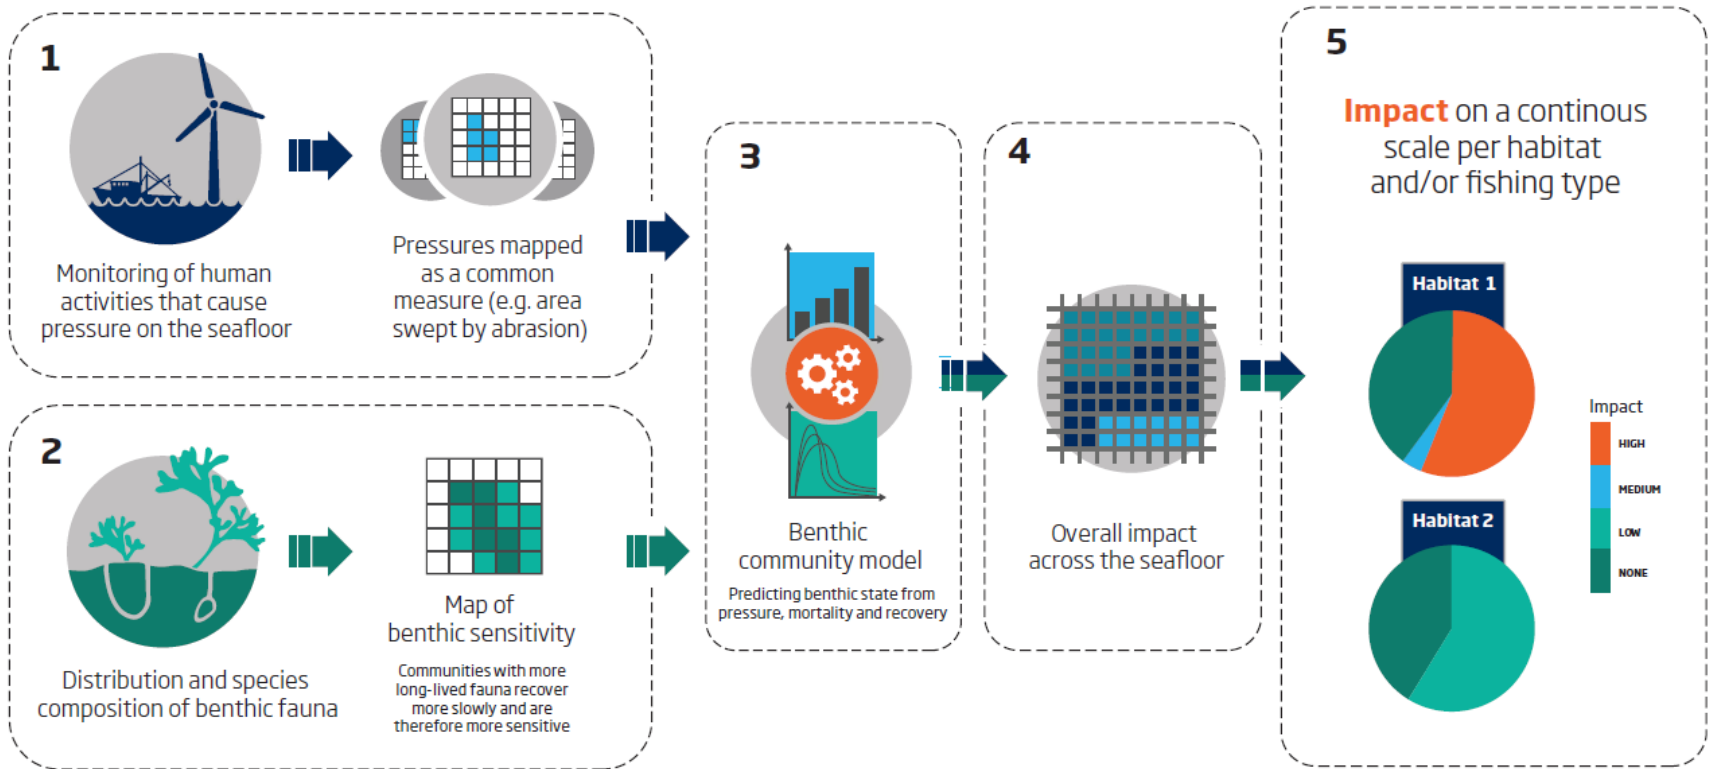 1
Monitoring of human
activities that cause
pressure on the seafloor
Pressures mapped
as a common
measure (e.g. area
swept by abrasion)
2
Distribution and species
composition of benthic fauna
Map of
benthic sensitivity
Communities with more
long-lived fauna recover
more slowly and are
therefore more sensitive
3
Benthic
community model
Predicting benthic state from
pressure, mortality and recovery
4
Overall impact
across the seafloor
5
Impact on a continous
scale per habitat
and/or fishing type
Habitat 1
Habitat 2
Impact
HIGH
MEDIUM
LOW
NONE